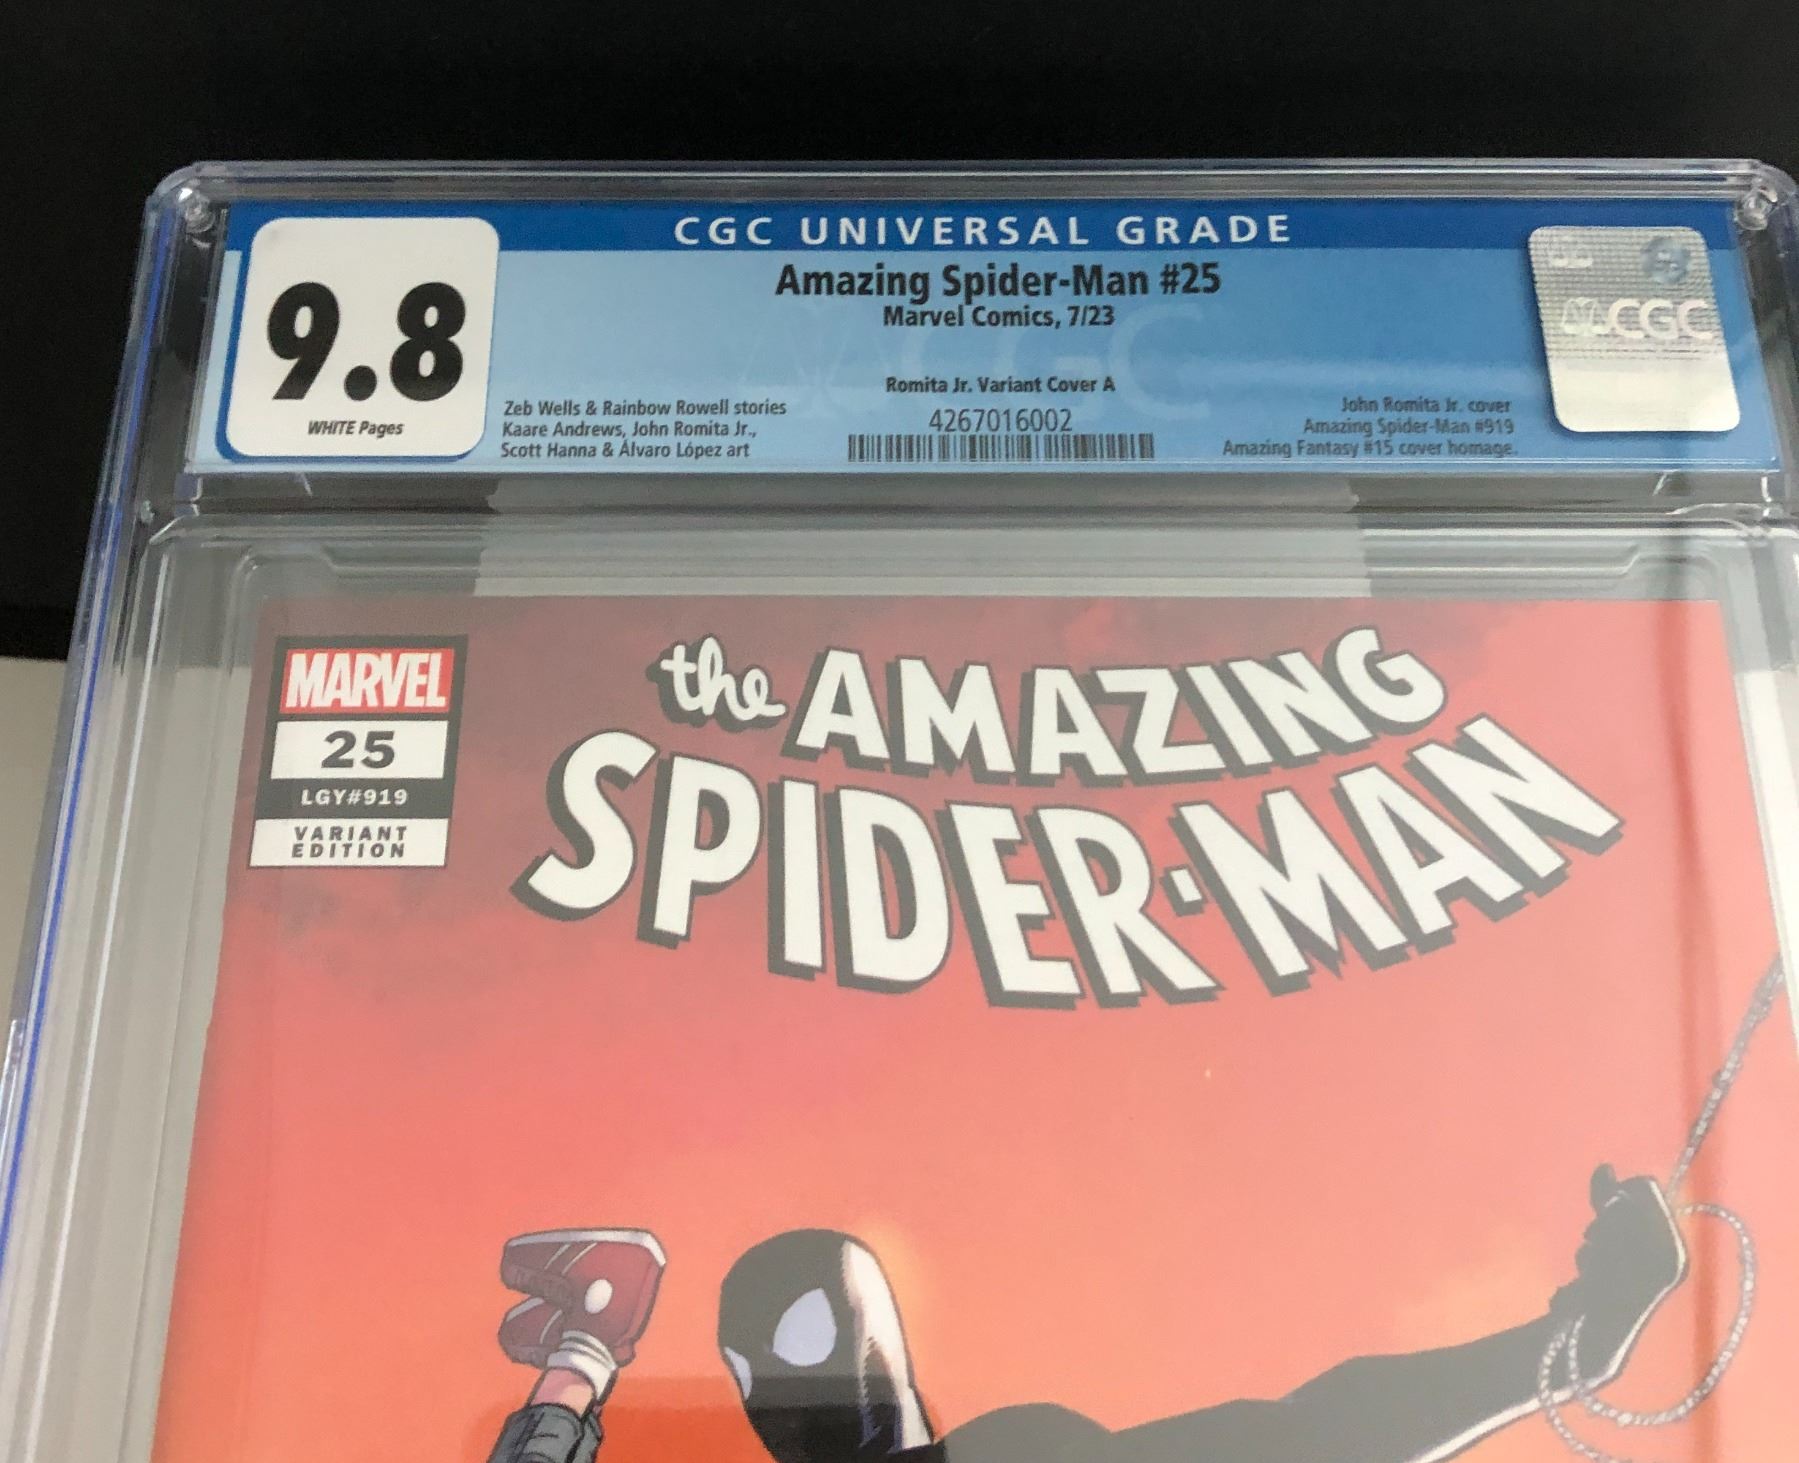 CGC UNIVERSAL GRADE
9.8
WHITE Pages
Amazing Spider-Man #25
Marvel Comics, 7/23
Romita Jr. Variant Cover A
4267016002
Zeb Wells & Rainbow Rowell stories
Kaare Andrews, John Romita Jr.,
Scott Hanna & Álvaro López art
John Romita Jr. cover
Amazing Spider-Man #919
Amazing Fantasy #15 cover homage.
CGC
CGC
MARVEL
25
LGY#919
VARIANT
EDITION
the AMAZING
SPIDER-MAN